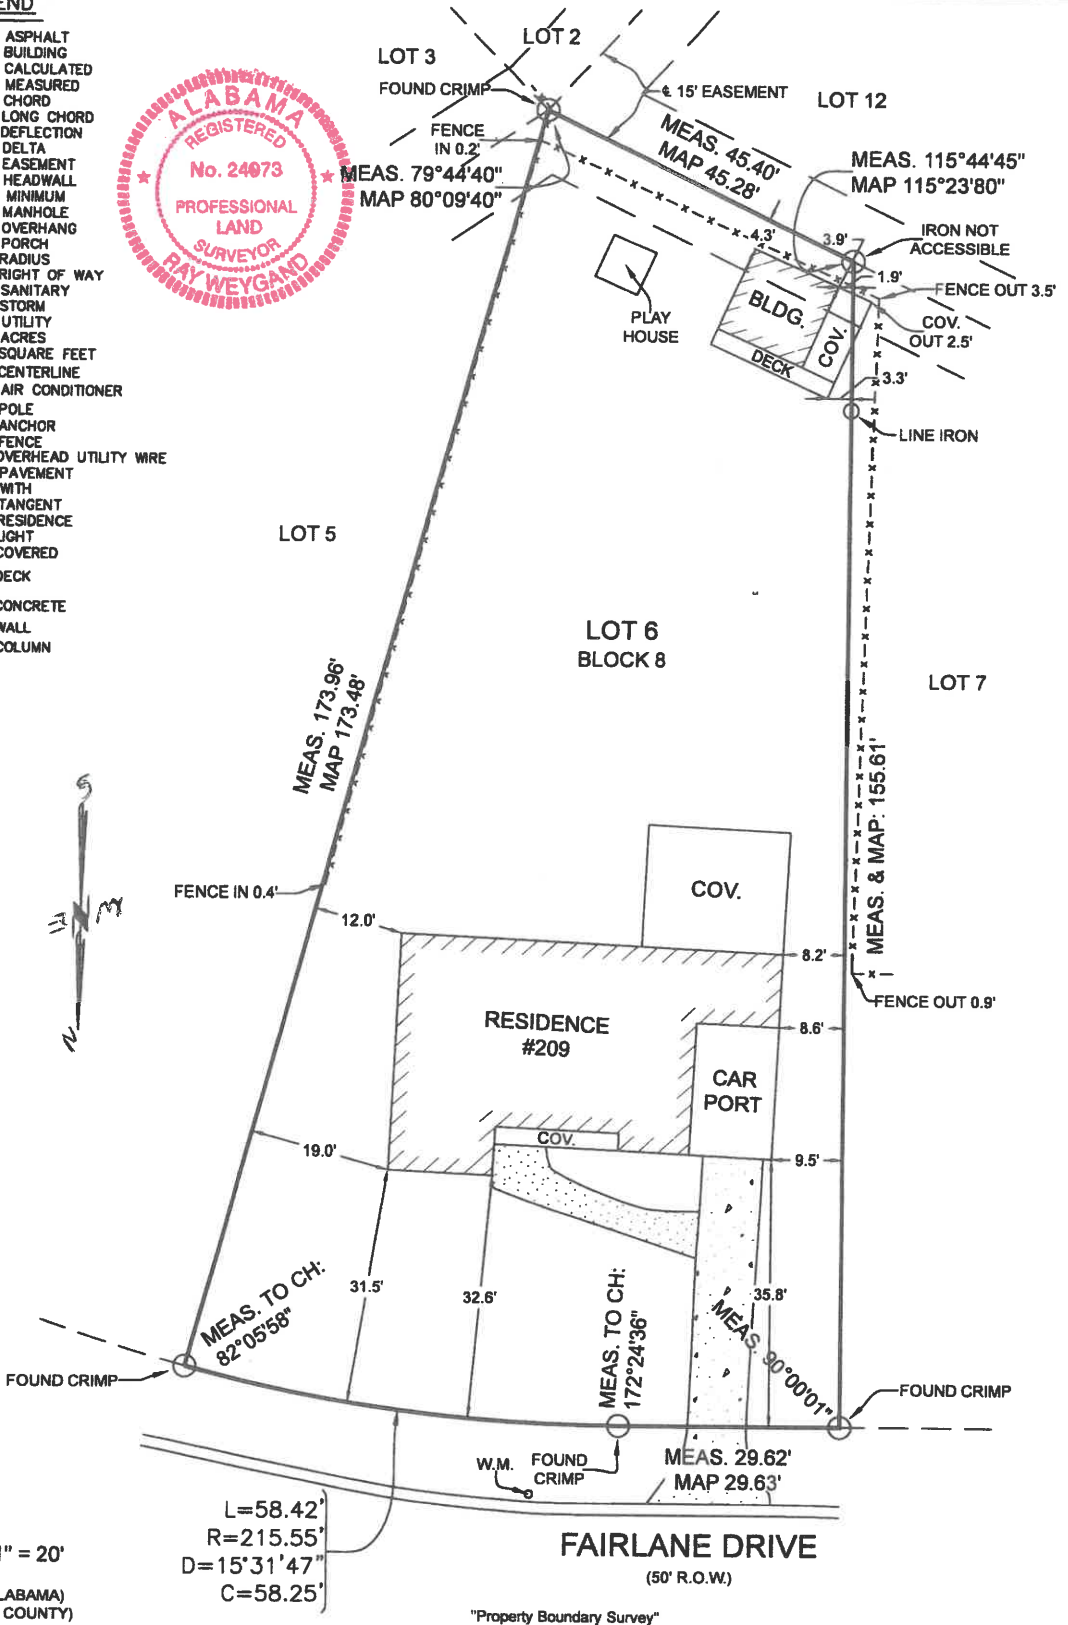 END
ASPHALT
BUILDING
CALCULATED
MEASURED
CHORD
LONG CHORD
DEFLECTION
DELTA
EASEMENT
HEADWALL
MINIMUM
MANHOLE
OVERHANG
PORCH
RADIUS
RIGHT OF WAY
SANITARY
STORM
UTILITY
ACRES
SQUARE FEET
CENTERLINE
AIR CONDITIONER
POLE
ANCHOR
FENCE
OVERHEAD UTILITY WIRE
PAVEMENT
WITH
TANGENT
RESIDENCE
LIGHT
COVERED
DECK
CONCRETE
WALL
COLUMN
ALABAMA
REGISTERED
No. 24973
PROFESSIONAL
LAND
SURVEYOR
RAY WEYGAND
LOT 3
LOT 2
FOUND CRIMP
℄ 15' EASEMENT
LOT 12
FENCE
IN 0.2'
MEAS. 79°44'40"
MAP 80°09'40"
MEAS. 45.40'
MAP 45.28'
MEAS. 115°44'45"
MAP 115°23'80"
IRON NOT
ACCESSIBLE
4.3'
3.9'
1.9'
FENCE OUT 3.5'
COV.
OUT 2.5'
PLAY
HOUSE
BLDG.
COV.
DECK
3.3'
LINE IRON
LOT 5
LOT 6
BLOCK 8
LOT 7
MEAS. 173.96'
MAP 173.48'
MEAS. & MAP: 155.61'
S
E
W
N
FENCE IN 0.4'
12.0'
COV.
8.2'
FENCE OUT 0.9'
RESIDENCE
#209
8.6'
CAR
PORT
COV.
19.0'
9.5'
31.5'
32.6'
35.8'
MEAS. TO CH:
82°05'58"
MEAS. TO CH:
172°24'36"
MEAS. 90°00'01"
FOUND CRIMP
FOUND CRIMP
W.M.
FOUND
CRIMP
MEAS. 29.62'
MAP 29.63'
L=58.42'
R=215.55'
D=15°31'47"
C=58.25'
FAIRLANE DRIVE
(50' R.O.W.)
1" = 20'
LABAMA)
COUNTY)
"Property Boundary Survey"